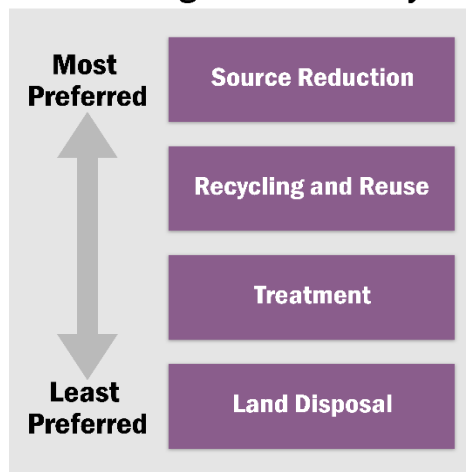 Most
Preferred
Source Reduction
Recycling and Reuse
Treatment
Least
Preferred
Land Disposal